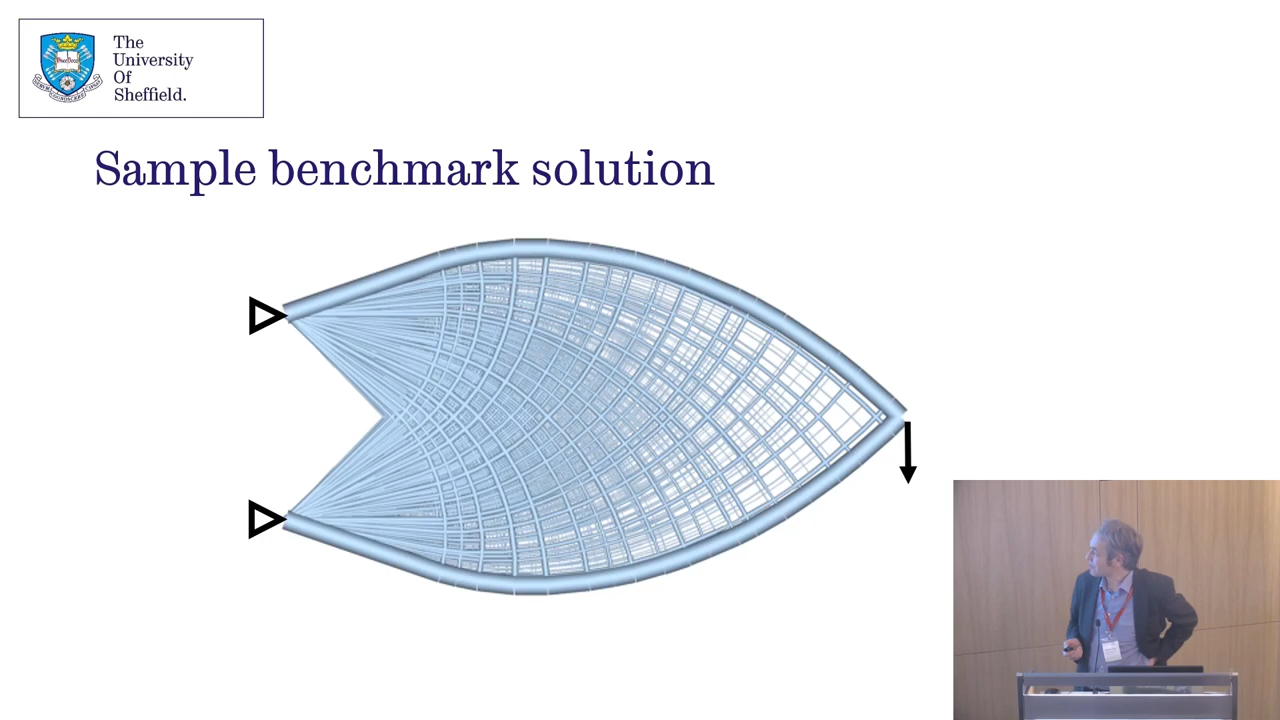 The
University
Of
Sheffield.
Sample benchmark solution